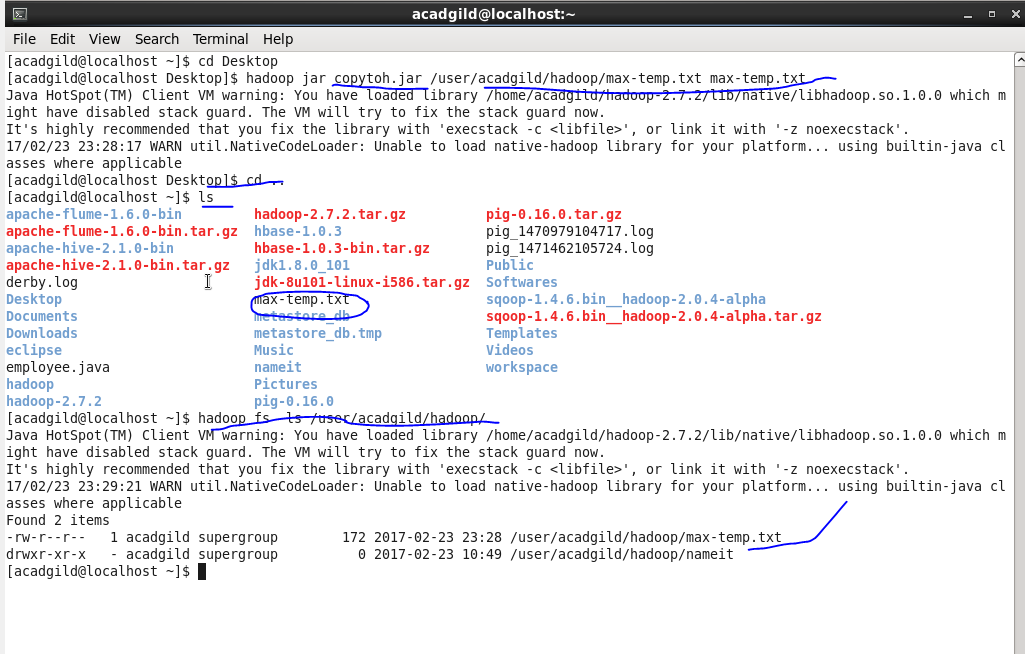 acadgild@localhost:~
File Edit View Search Terminal Help
[acadgild@localhost ~]$ cd Desktop
[acadgild@localhost Desktop]$ hadoop jar copytoh.jar /user/acadgild/hadoop/max-temp.txt max-temp.txt
Java HotSpot(TM) Client VM warning: You have loaded library /home/acadgild/hadoop-2.7.2/lib/native/libhadoop.so.1.0.0 which m
ight have disabled stack guard. The VM will try to fix the stack guard now.
It's highly recommended that you fix the library with 'execstack -c <libfile>', or link it with '-z noexecstack'.
17/02/23 23:28:17 WARN util.NativeCodeLoader: Unable to load native-hadoop library for your platform... using builtin-java cl
asses where applicable
[acadgild@localhost Desktop]$ cd ..
[acadgild@localhost ~]$ ls
apache-flume-1.6.0-bin hadoop-2.7.2.tar.gz pig-0.16.0.tar.gz
apache-flume-1.6.0-bin.tar.gz hbase-1.0.3 pig_1470979104717.log
apache-hive-2.1.0-bin hbase-1.0.3-bin.tar.gz pig_1471462105724.log
apache-hive-2.1.0-bin.tar.gz jdk1.8.0_101 Public
derby.log jdk-8u101-linux-i586.tar.gz Softwares
Desktop max-temp.txt sqoop-1.4.6.bin__hadoop-2.0.4-alpha
Documents metastore_db sqoop-1.4.6.bin__hadoop-2.0.4-alpha.tar.gz
Downloads metastore_db.tmp Templates
eclipse Music Videos
employee.java nameit workspace
hadoop Pictures
hadoop-2.7.2 pig-0.16.0
[acadgild@localhost ~]$ hadoop fs -ls /user/acadgild/hadoop/
Java HotSpot(TM) Client VM warning: You have loaded library /home/acadgild/hadoop-2.7.2/lib/native/libhadoop.so.1.0.0 which m
ight have disabled stack guard. The VM will try to fix the stack guard now.
It's highly recommended that you fix the library with 'execstack -c <libfile>', or link it with '-z noexecstack'.
17/02/23 23:29:21 WARN util.NativeCodeLoader: Unable to load native-hadoop library for your platform... using builtin-java cl
asses where applicable
Found 2 items
-rw-r--r-- 1 acadgild supergroup 172 2017-02-23 23:28 /user/acadgild/hadoop/max-temp.txt
drwxr-xr-x - acadgild supergroup 0 2017-02-23 10:49 /user/acadgild/hadoop/nameit
[acadgild@localhost ~]$